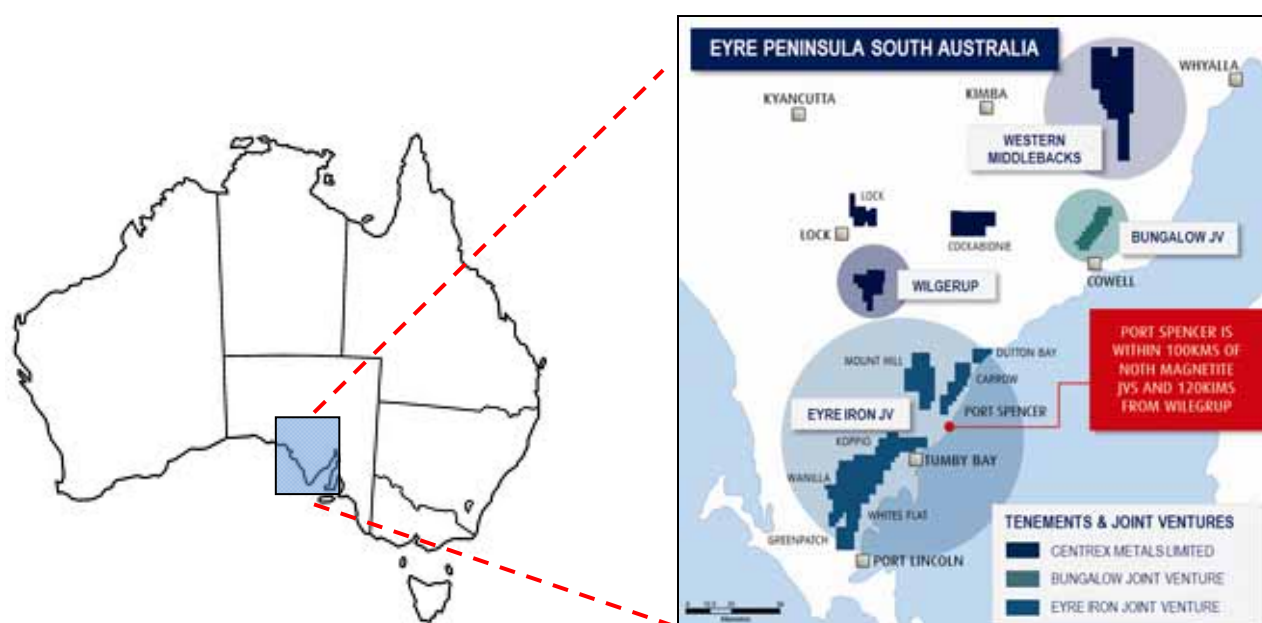 EYRE PENINSULA SOUTH AUSTRALIA
WHYALLA
KYANCUTTA
KIMBA
WESTERN
MIDDLEBACKS
LOCK
LOCK
COCKABIDNIE
BUNGALOW JV
WILGERUP
COWELL
PORT SPENCER IS
WITHIN 100KMS OF
NOTH MAGNETITE
JVS AND 120KIMS
FROM WILEGRUP
MOUNT HILL
DUTTON BAY
CARROW
EYRE IRON JV
PORT SPENCER
KOPPIO
TUMBY BAY
WANILLA
WHITES FLAT
GREENPATCH
PORT LINCOLN
TENEMENTS & JOINT VENTURES
CENTREX METALS LIMITED
BUNGALOW JOINT VENTURE
EYRE IRON JOINT VENTURE